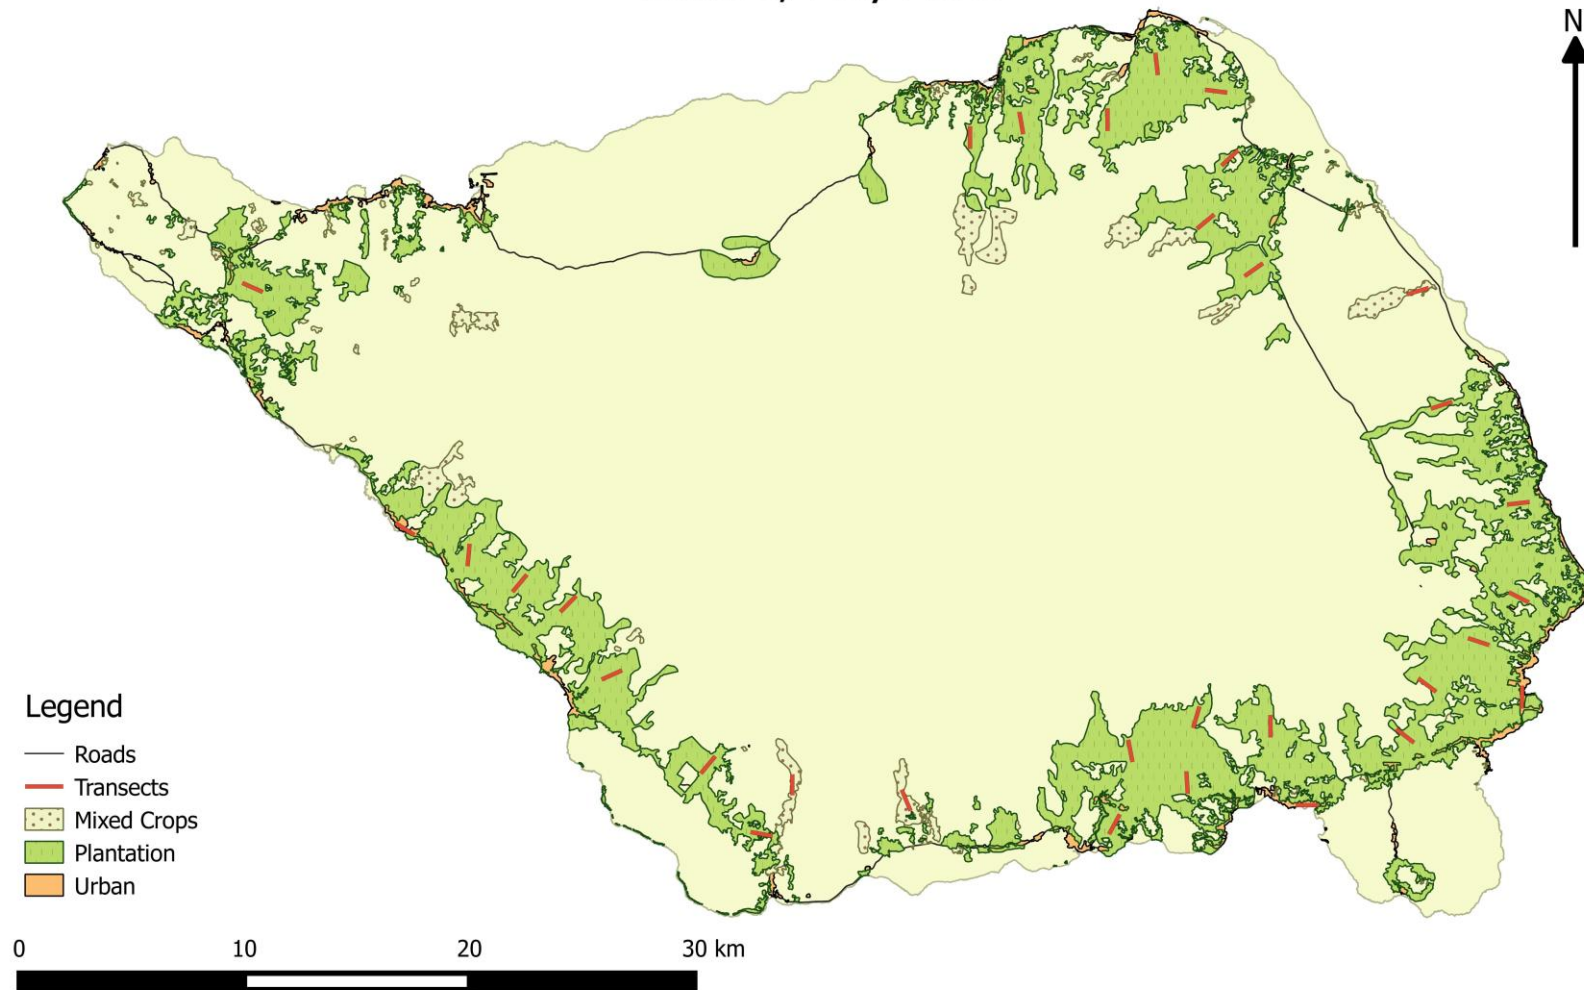 N
Legend
Roads
Transects
Mixed Crops
Plantation
Urban
0 10 20 30 km